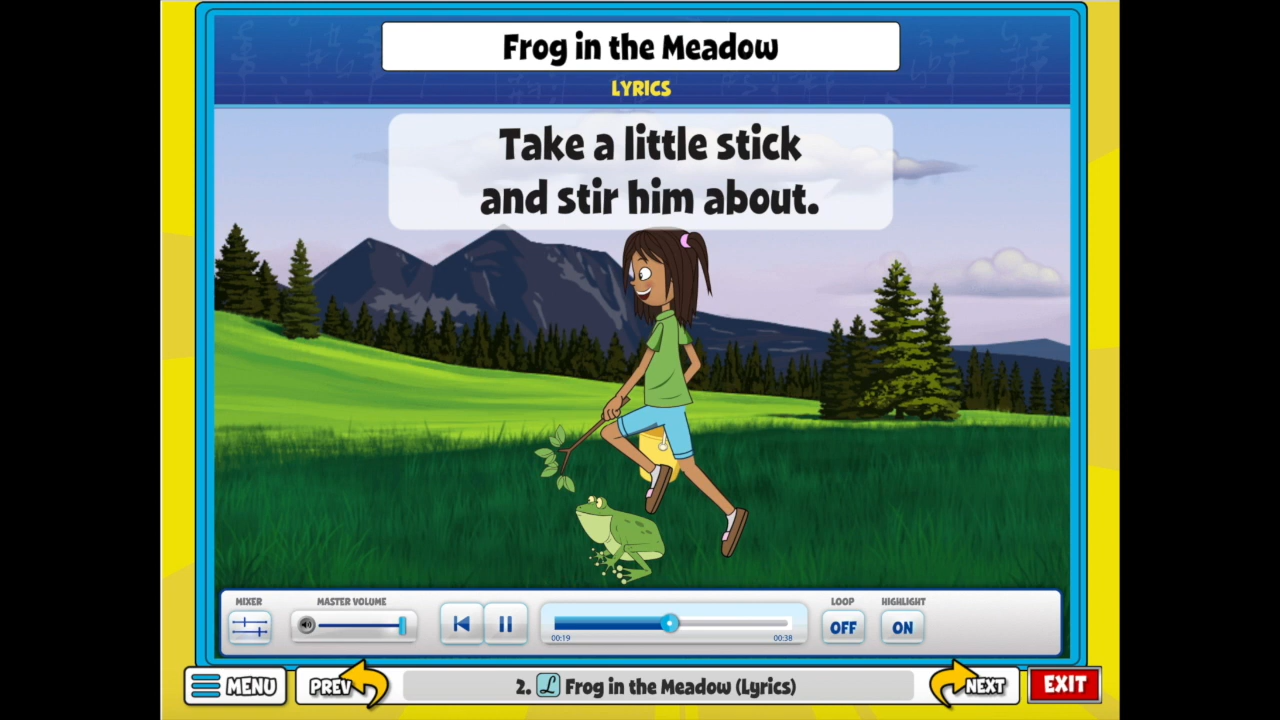 Frog in the Meadow
LYRICS
Take a little stick
and stir him about.
MIXER
MASTER VOLUME
LOOP
HIGHLIGHT
OFF
ON
00:19
00:38
MENU
PREV
2. L Frog in the Meadow (Lyrics)
NEXT
EXIT